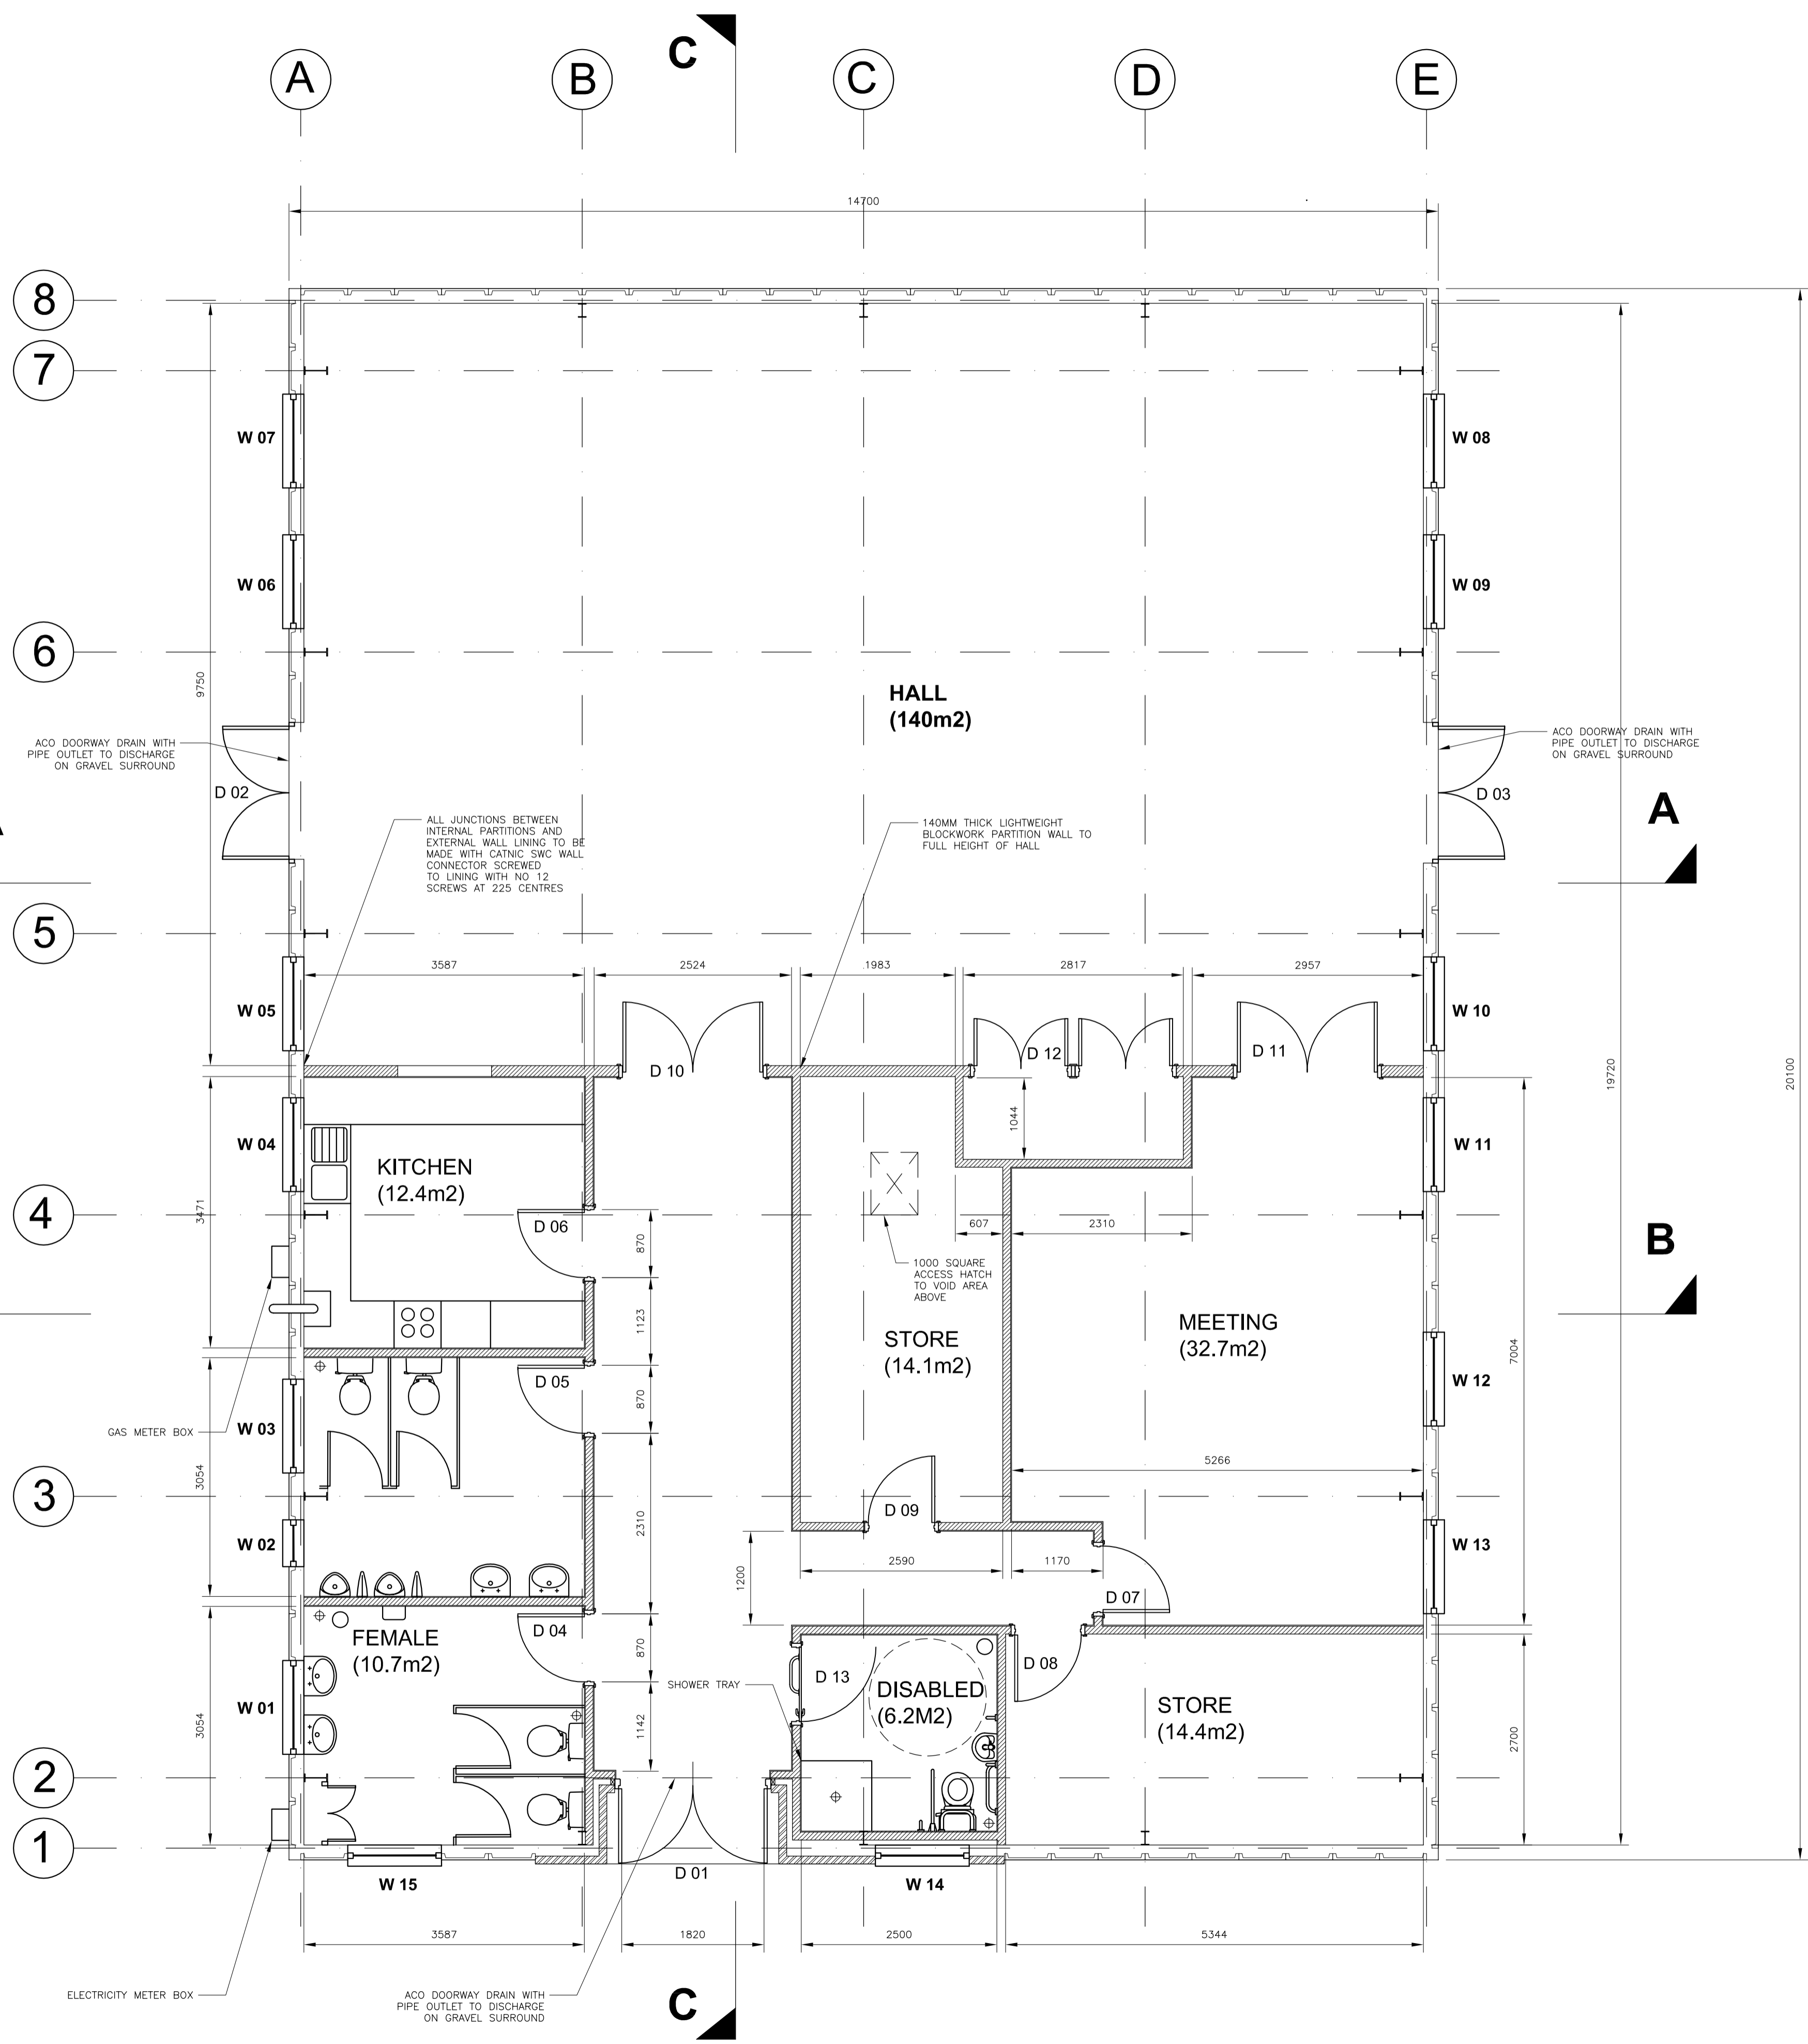 C
A
B
C
D
E
14700
8
7
W 07
W 08
W 06
W 09
6
9750
HALL
(140m2)
ACO DOORWAY DRAIN WITH
PIPE OUTLET TO DISCHARGE
ON GRAVEL SURROUND
ACO DOORWAY DRAIN WITH
PIPE OUTLET TO DISCHARGE
ON GRAVEL SURROUND
D 02
D 03
A
ALL JUNCTIONS BETWEEN
INTERNAL PARTITIONS AND
EXTERNAL WALL LINING TO BE
MADE WITH CATNIC SWC WALL
CONNECTOR SCREWED
TO LINING WITH NO 12
SCREWS AT 225 CENTRES
140MM THICK LIGHTWEIGHT
BLOCKWORK PARTITION WALL TO
FULL HEIGHT OF HALL
5
3587
2524
1983
2817
2957
W 05
W 10
D 10
D 12
D 11
19720
20100
1044
W 04
W 11
KITCHEN
(12.4m2)
4
3471
D 06
870
607
2310
B
1000 SQUARE
ACCESS HATCH
TO VOID AREA
ABOVE
1123
STORE
(14.1m2)
MEETING
(32.7m2)
7004
D 05
870
W 12
GAS METER BOX
W 03
3054
5266
3
D 09
2310
W 02
W 13
2590
1170
1200
D 07
FEMALE
(10.7m2)
D 04
870
D 13
D 08
SHOWER TRAY
DISABLED
(6.2M2)
STORE
(14.4m2)
W 01
3054
1142
2700
2
1
D 01
W 15
W 14
3587
1820
2500
5344
ELECTRICITY METER BOX
ACO DOORWAY DRAIN WITH
PIPE OUTLET TO DISCHARGE
ON GRAVEL SURROUND
C